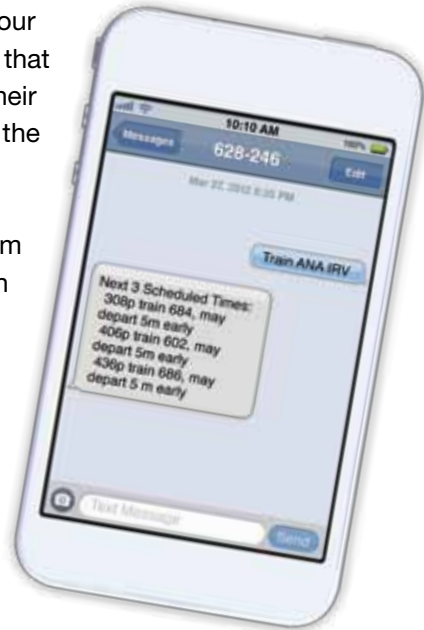 our
that
heir
the
m
n
10:10 AM
100%
Messages
628-246
Edit
Mar 27, 2012 6:35 PM
Train ANA IRV
Next 3 Scheduled Times:
308p train 684, may
depart 5m early
406p train 602, may
depart 5m early
436p train 686, may
depart 5 m early
Text Message
Send